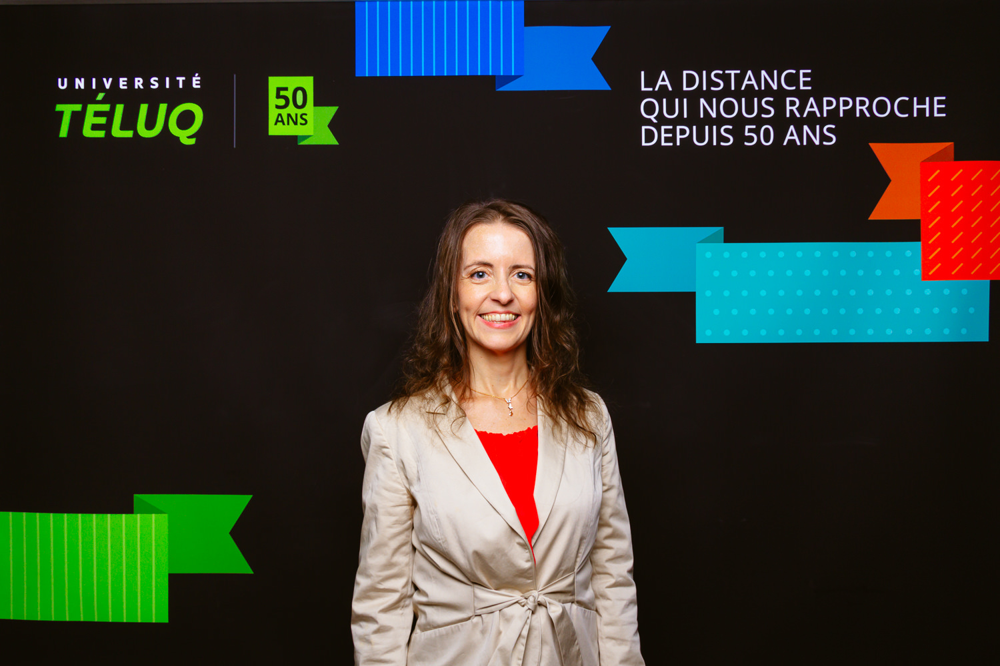 UNIVERSITÉ
TÉLUQ
50
ANS
LA DISTANCE
QUI NOUS RAPPROCHE
DEPUIS 50 ANS